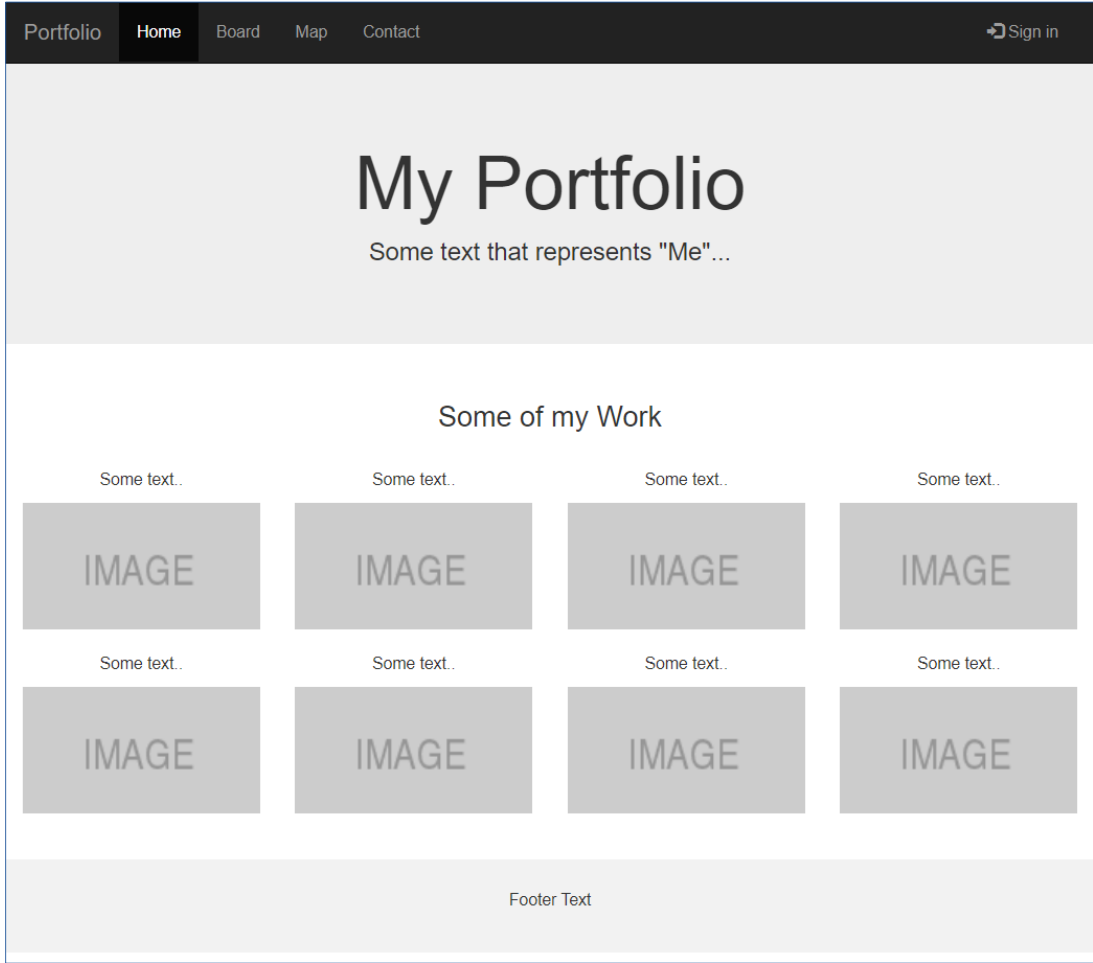 Portfolio Home Board Map Contact Sign in
My Portfolio
Some text that represents "Me"...
Some of my Work
Some text.. Some text.. Some text.. Some text..
IMAGE IMAGE IMAGE IMAGE
Some text.. Some text.. Some text.. Some text..
IMAGE IMAGE IMAGE IMAGE
Footer Text